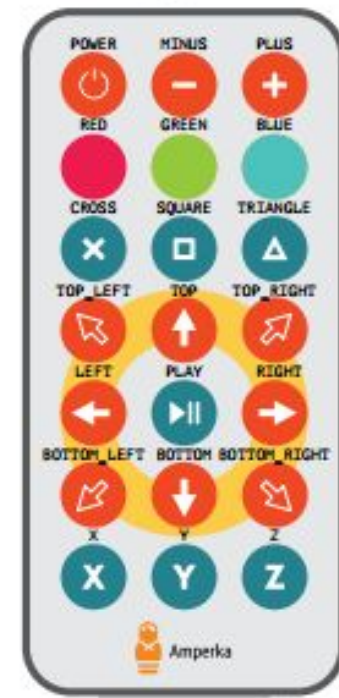 POWER MINUS PLUS
RED GREEN BLUE
CROSS SQUARE TRIANGLE
TOP_LEFT TOP TOP_RIGHT
LEFT PLAY RIGHT
BOTTOM_LEFT BOTTOM BOTTOM_RIGHT
X Y Z
X Y Z
Amperka